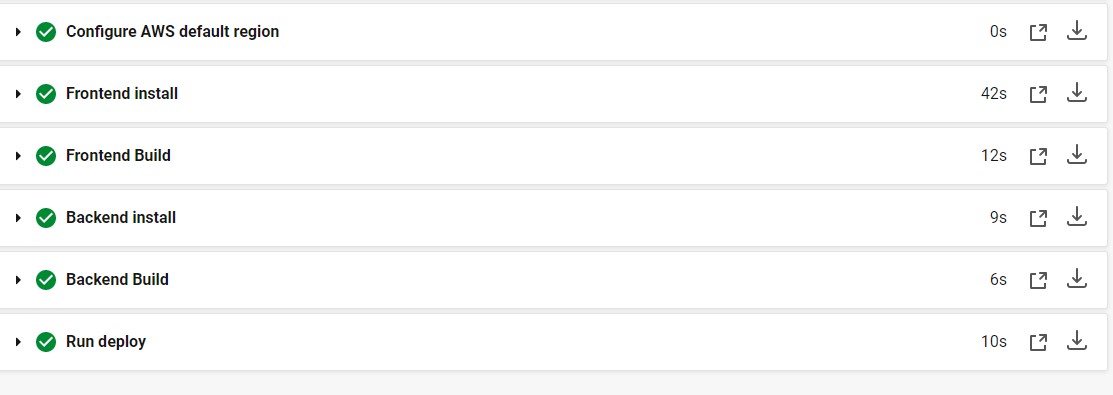 Configure AWS default region 0s
Frontend install 42s
Frontend Build 12s
Backend install 9s
Backend Build 6s
Run deploy 10s